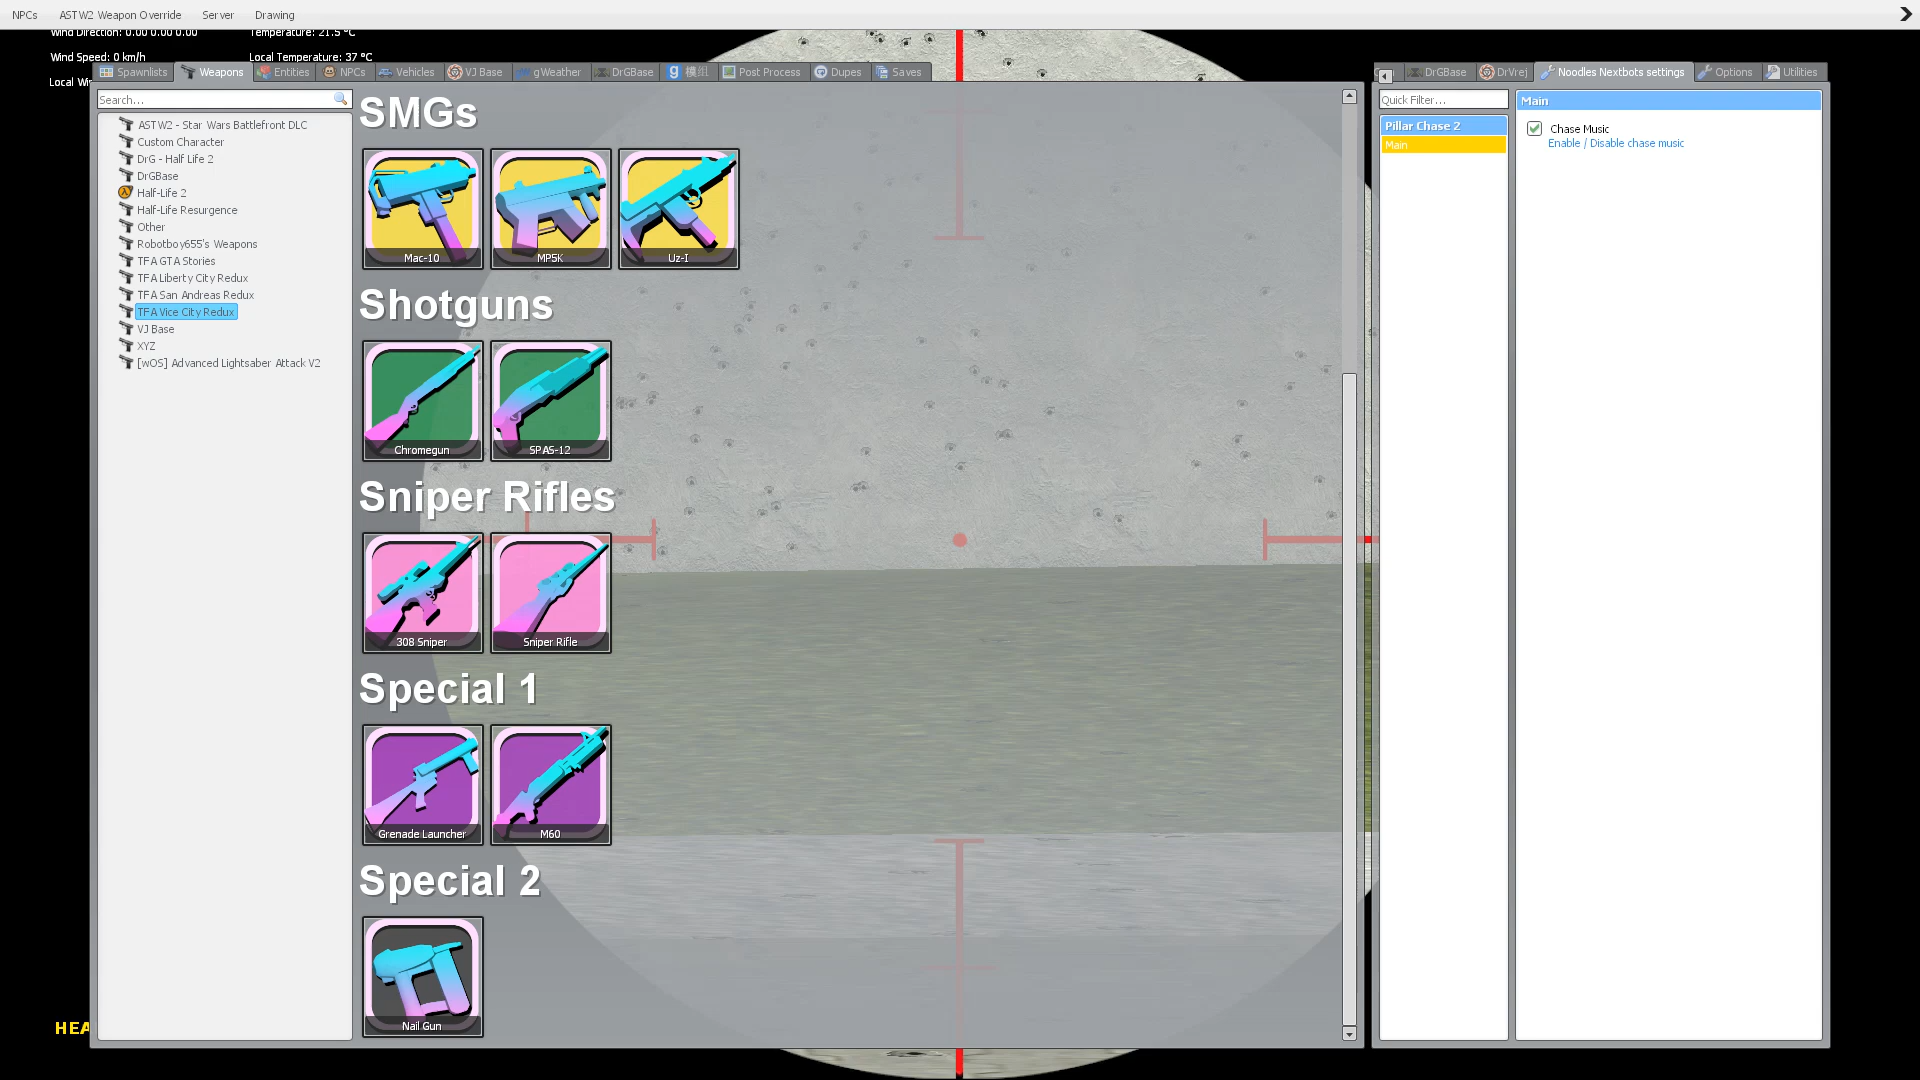 NPCs ASTW2 Weapon Override Server Drawing
Wind Direction: 0.00 0.00 0.00 Temperature: 21.5 °C
Wind Speed: 0 km/h Local Temperature: 37 °C
Local Wi
Spawnlists Weapons Entities NPCs Vehicles VJ Base gWeather DrGBase 模组 Post Process Dupes Saves
DrGBase DrVrej Noodles Nextbots settings Options Utilities
Search...
ASTW2 - Star Wars Battlefront DLC
Custom Character
DrG - Half Life 2
DrGBase
Half-Life 2
Half-Life Resurgence
Other
Robotboy655's Weapons
TFA GTA Stories
TFA Liberty City Redux
TFA San Andreas Redux
TFA Vice City Redux
VJ Base
XYZ
[wOS] Advanced Lightsaber Attack V2
SMGs
Mac-10 MP5K Uz-I
Shotguns
Chromegun SPAS-12
Sniper Rifles
308 Sniper Sniper Rifle
Special 1
Grenade Launcher M60
Special 2
Nail Gun
Quick Filter...
Pillar Chase 2
Main
Main
Chase Music
Enable / Disable chase music
HEA